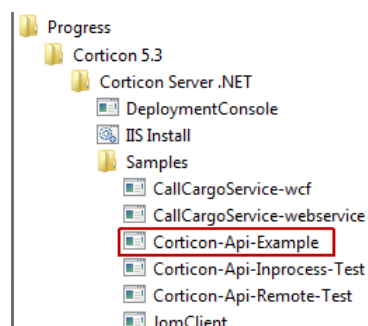 Progress
Corticon 5.3
Corticon Server .NET
DeploymentConsole
IIS Install
Samples
CallCargoService-wcf
CallCargoService-webservice
Corticon-Api-Example
Corticon-Api-Inprocess-Test
Corticon-Api-Remote-Test
JomClient